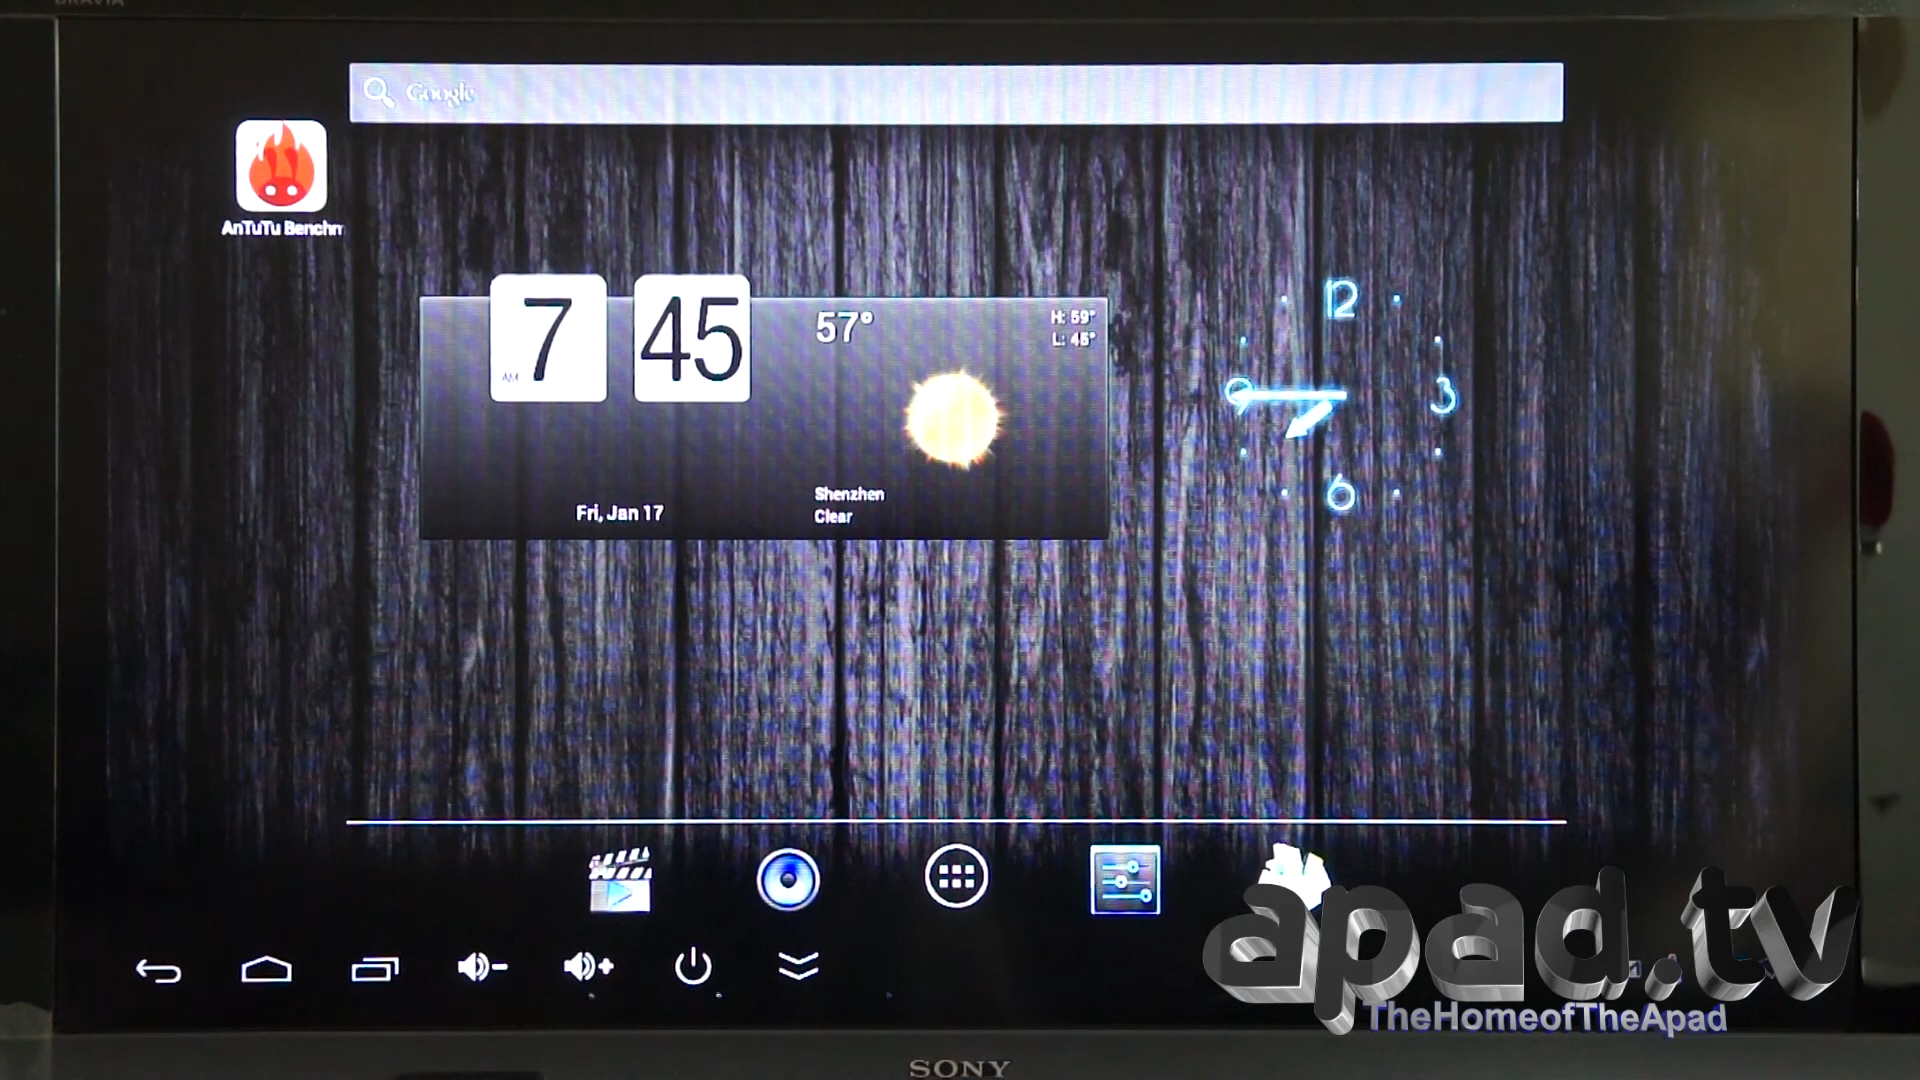 BRAVIA
Google
AnTuTu Benchm
7
45
AM
57°
H: 59°
L: 45°
Fri, Jan 17
Shenzhen
Clear
12
9
3
6
apad.tv
TheHomeofTheApad
SONY